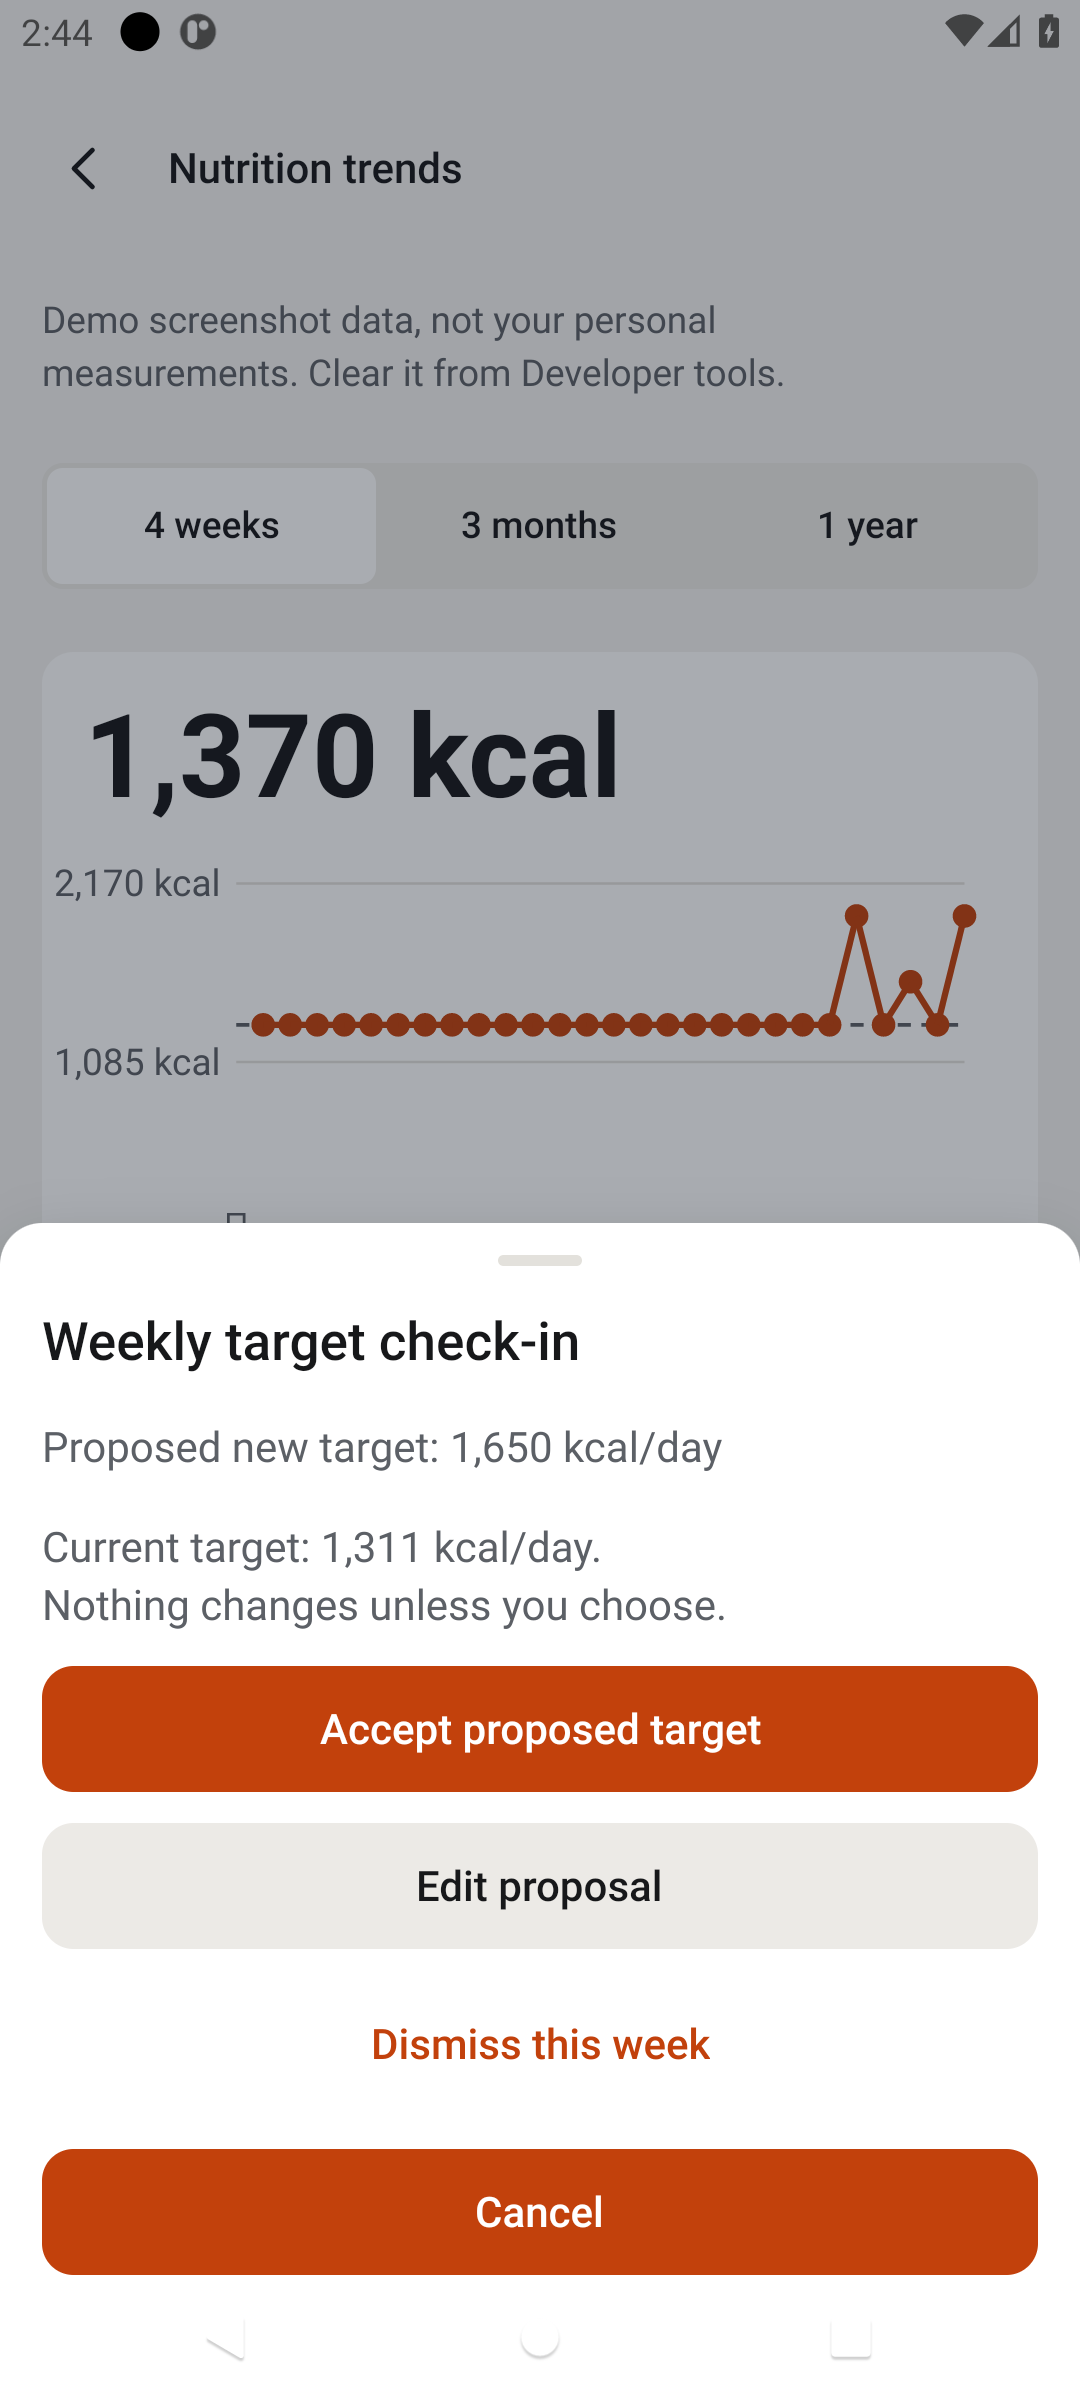 2:44
Nutrition trends
Demo screenshot data, not your personal
measurements. Clear it from Developer tools.
4 weeks
3 months
1 year
1,370 kcal
2,170 kcal
1,085 kcal
Weekly target check-in
Proposed new target: 1,650 kcal/day
Current target: 1,311 kcal/day.
Nothing changes unless you choose.
Accept proposed target
Edit proposal
Dismiss this week
Cancel